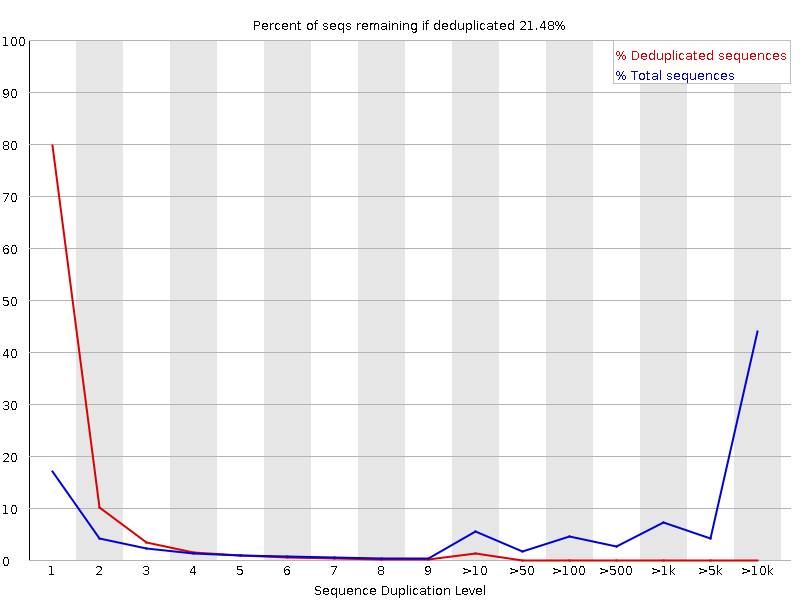 Percent of seqs remaining if deduplicated 21.48%
% Deduplicated sequences
% Total sequences
100
90
80
70
60
50
40
30
20
10
0
1 2 3 4 5 6 7 8 9 >10 >50 >100 >500 >1k >5k >10k
Sequence Duplication Level